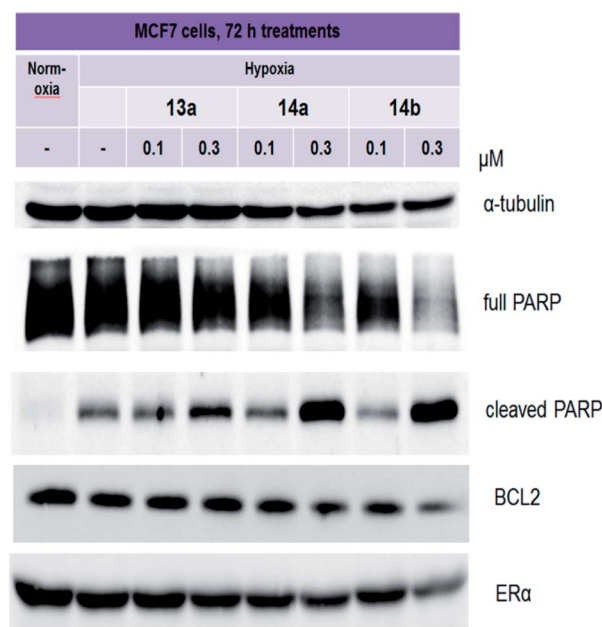 MCF7 cells, 72 h treatments
Norm-
oxia
Hypoxia
13a 14a 14b
- - 0.1 0.3 0.1 0.3 0.1 0.3
µM
α-tubulin
full PARP
cleaved PARP
BCL2
ERα